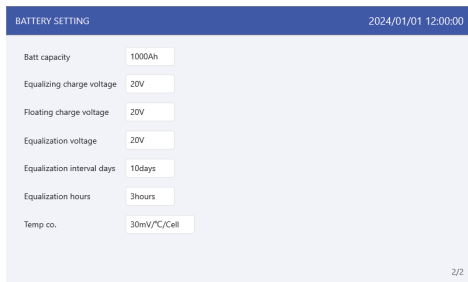 BATTERY SETTING 2024/01/01 12:00:00
Batt capacity 1000Ah
Equalizing charge voltage 20V
Floating charge voltage 20V
Equalization voltage 20V
Equalization interval days 10days
Equalization hours 3hours
Temp co. 30mV/℃/Cell
2/2